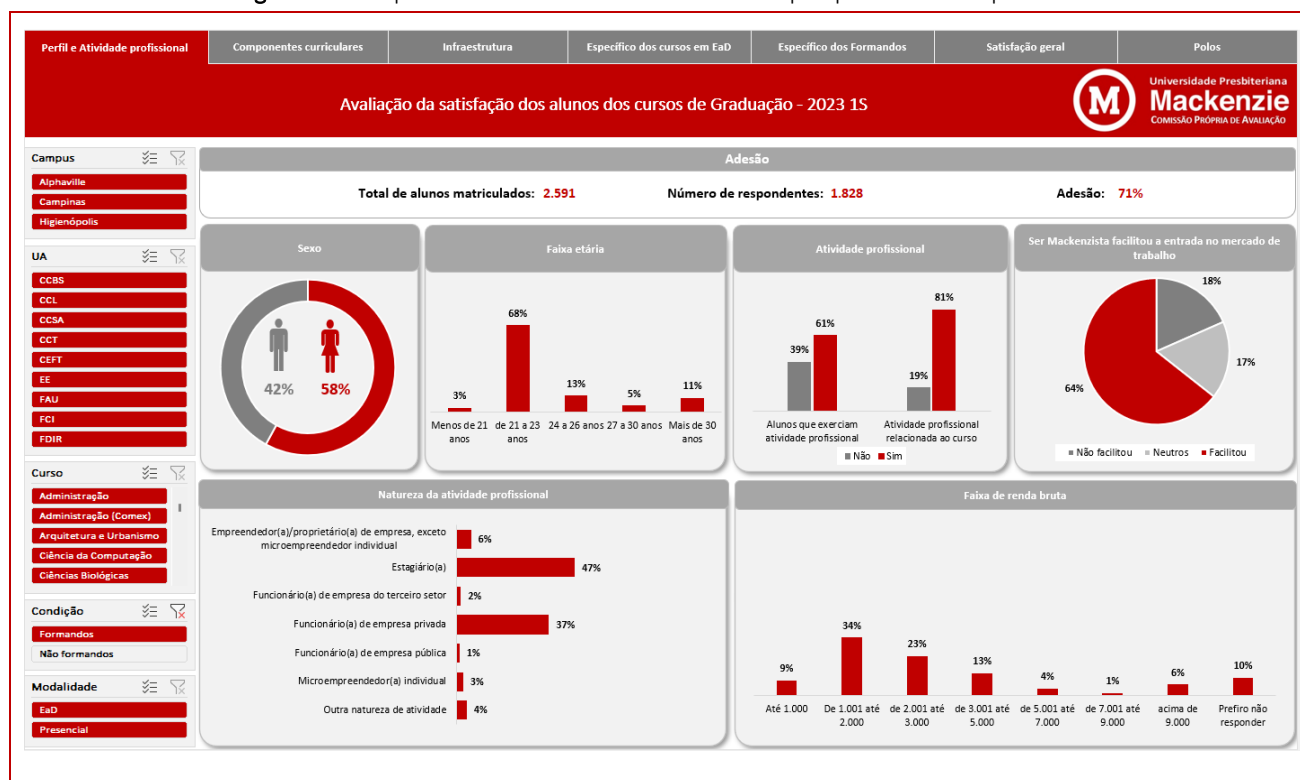 Perfil e Atividade profissional
Componentes curriculares
Infraestrutura
Específico dos cursos em EaD
Específico dos Formandos
Satisfação geral
Polos
Avaliação da satisfação dos alunos dos cursos de Graduação - 2023 1S
M
Universidade Presbiteriana
Mackenzie
Comissão Própria de Avaliação
Campus
Alphaville
Campinas
Higienópolis
UA
CCBS
CCL
CCSA
CCT
CEFT
EE
FAU
FCI
FDIR
Curso
Administração
Administração (Comex)
Arquitetura e Urbanismo
Ciência da Computação
Ciências Biológicas
Condição
Formandos
Não formandos
Modalidade
EaD
Presencial
Adesão
Total de alunos matriculados: 2.591
Número de respondentes: 1.828
Adesão: 71%
Sexo
42%
58%
Faixa etária
3%
68%
13%
5%
11%
Menos de 21
anos
de 21 a 23
anos
24 a 26 anos
27 a 30 anos
Mais de 30
anos
Atividade profissional
39%
61%
19%
81%
Alunos que exerciam
atividade profissional
Atividade profissional
relacionada ao curso
Não
Sim
Ser Mackenzista facilitou a entrada no mercado de
trabalho
18%
17%
64%
Não facilitou
Neutros
Facilitou
Natureza da atividade profissional
Empreendedor(a)/proprietário(a) de empresa, exceto
microempreendedor individual
6%
Estagiário(a)
47%
Funcionário(a) de empresa do terceiro setor
2%
Funcionário(a) de empresa privada
37%
Funcionário(a) de empresa pública
1%
Microempreendedor(a) individual
3%
Outra natureza de atividade
4%
Faixa de renda bruta
9%
34%
23%
13%
4%
1%
6%
10%
Até 1.000
De 1.001 até
2.000
de 2.001 até
3.000
de 3.001 até
5.000
de 5.001 até
7.000
de 7.001 até
9.000
acima de
9.000
Prefiro não
responder